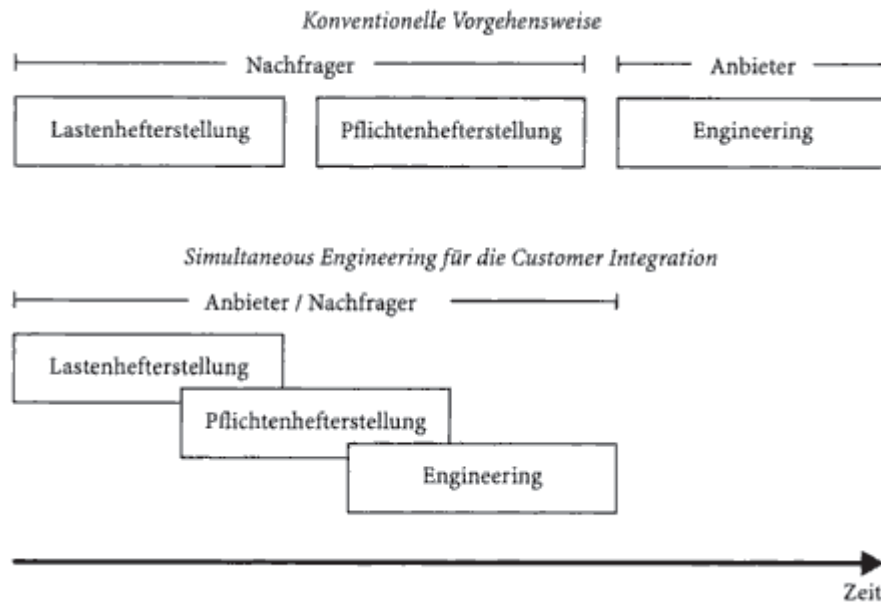 Konventionelle Vorgehensweise
Nachfrager
Anbieter
Lastenhefterstellung
Pflichtenhefterstellung
Engineering
Simultaneous Engineering für die Customer Integration
Anbieter / Nachfrager
Lastenhefterstellung
Pflichtenhefterstellung
Engineering
Zeit